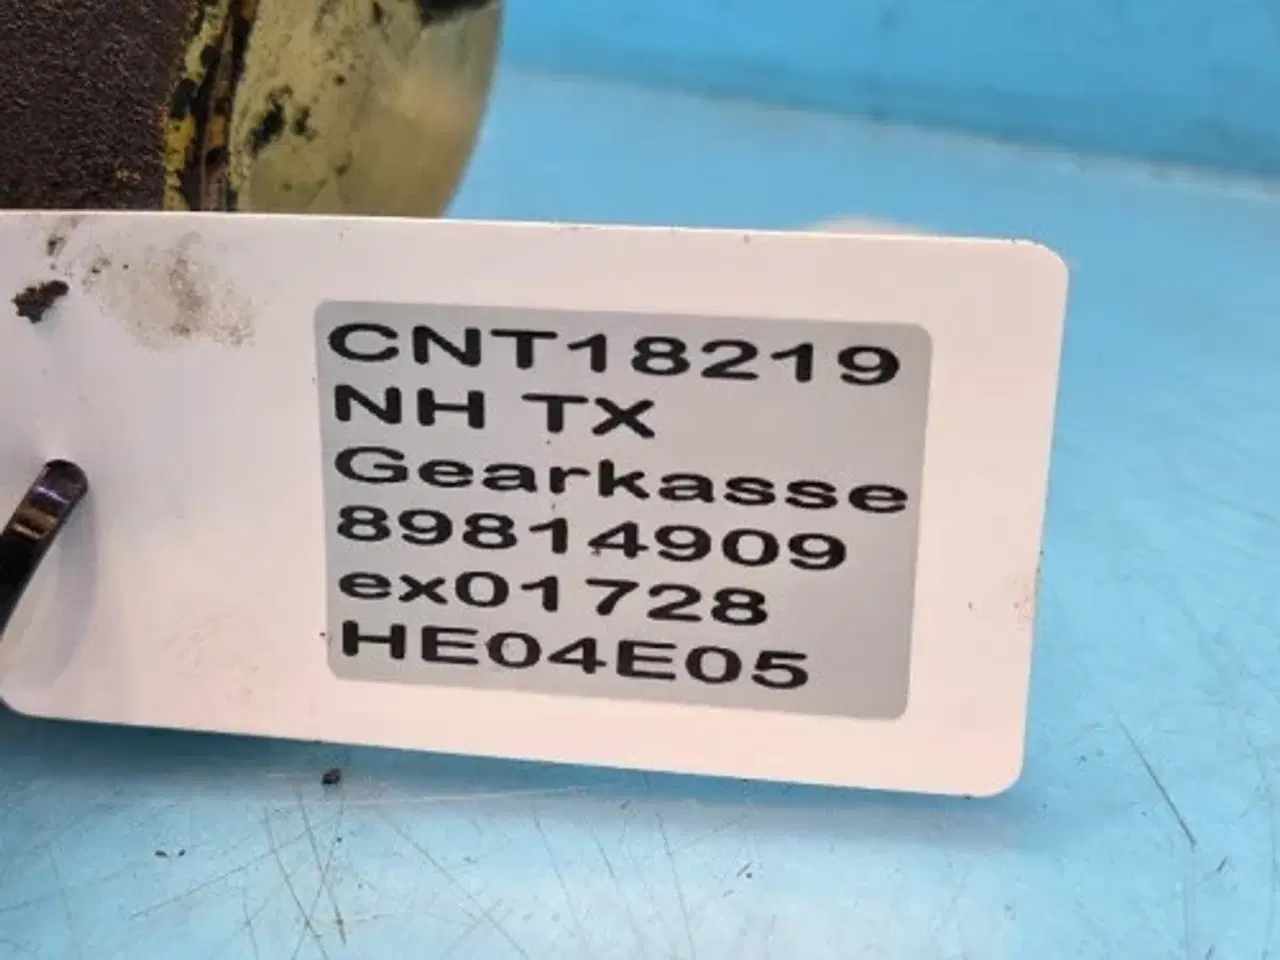 CNT18219
NH TX
Gearkasse
89814909
ex01728
HE04E05